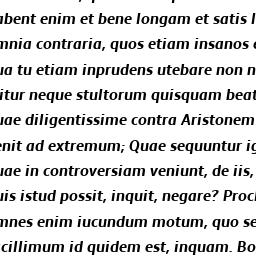 abent enim et bene longam et satis l
mnia contraria, quos etiam insanos e
ua tu etiam inprudens utebare non n
itur neque stultorum quisquam beat
uae diligentissime contra Aristonem
enit ad extremum; Quae sequuntur ig
uae in controversiam veniunt, de iis,
uis istud possit, inquit, negare? Proc
mnes enim iucundum motum, quo se
cillimum id quidem est, inquam. Bo